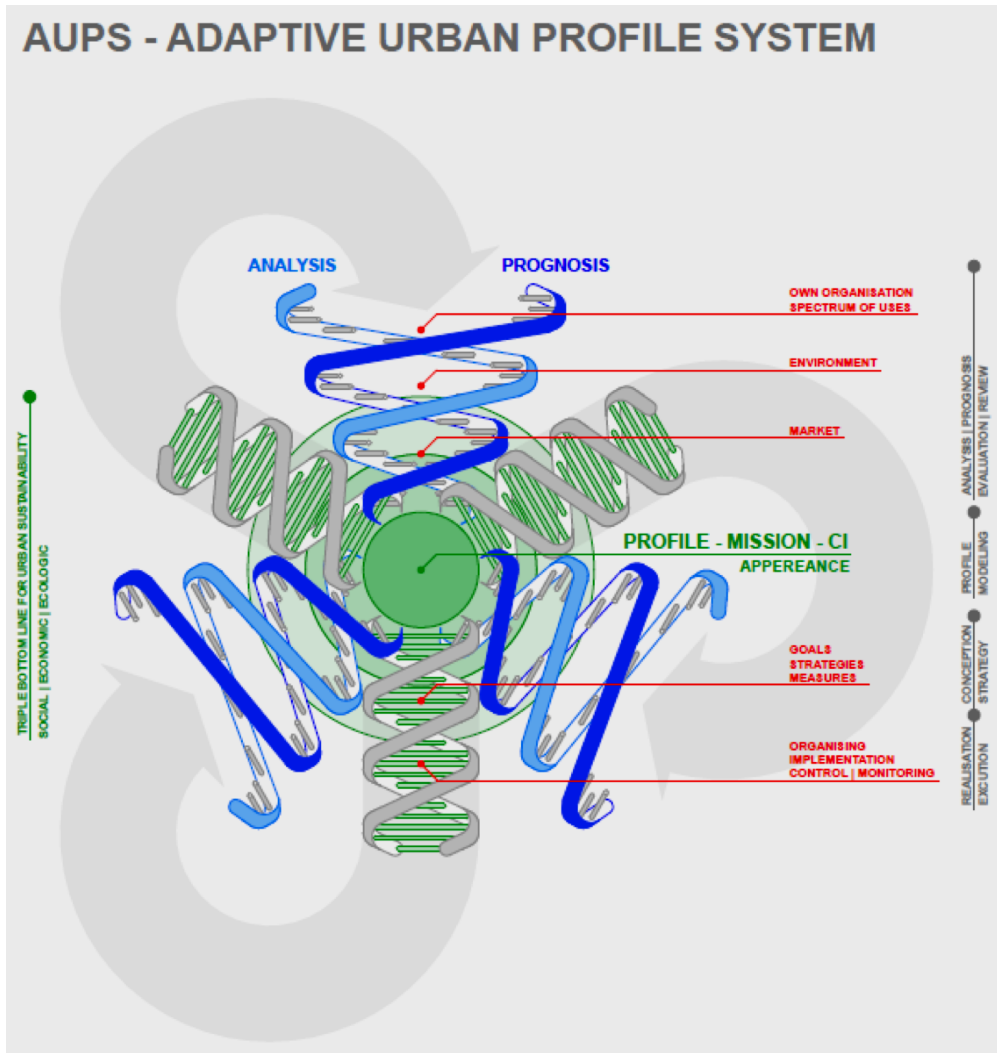 AUPS - ADAPTIVE URBAN PROFILE SYSTEM
ANALYSIS
PROGNOSIS
OWN ORGANISATION
SPECTRUM OF USES
ENVIRONMENT
MARKET
PROFILE - MISSION - CI
APPEREANCE
GOALS
STRATEGIES
MEASURES
ORGANISING
IMPLEMENTATION
CONTROL | MONITORING
TRIPLE BOTTOM LINE FOR URBAN SUSTAINABILITY
SOCIAL | ECONOMIC | ECOLOGIC
ANALYSIS | PROGNOSIS
EVALUATION | REVIEW
PROFILE
MODELING
CONCEPTION
STRATEGY
REALISATION
EXCUTION